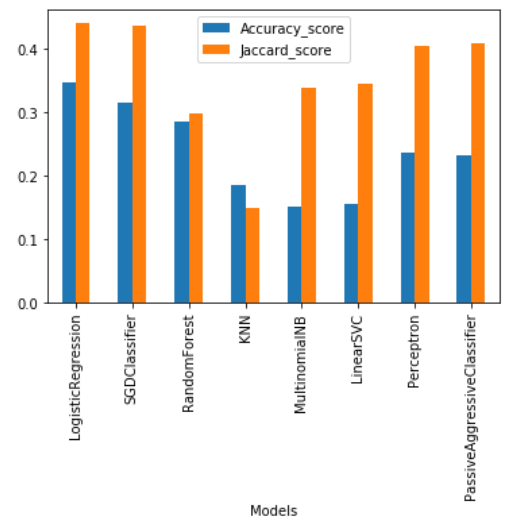 Accuracy_score
Jaccard_score
0.4
0.3
0.2
0.1
0.0
LogisticRegression
SGDClassifier
RandomForest
KNN
MultinomialNB
LinearSVC
Perceptron
PassiveAggressiveClassifier
Models